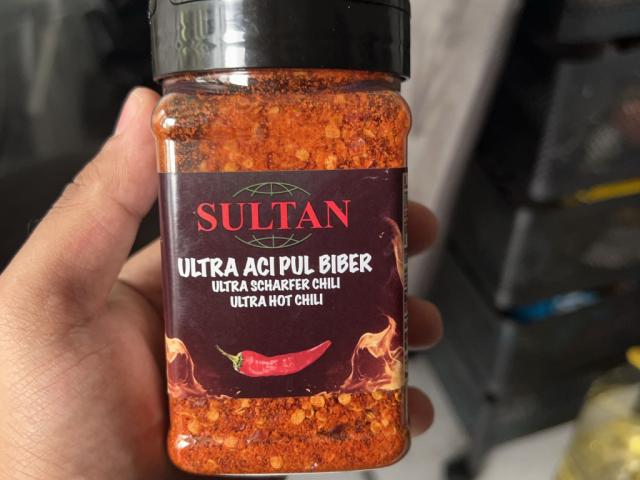 SULTAN
ULTRA ACI PUL BIBER
ULTRA SCHARFER CHILI
ULTRA HOT CHILI